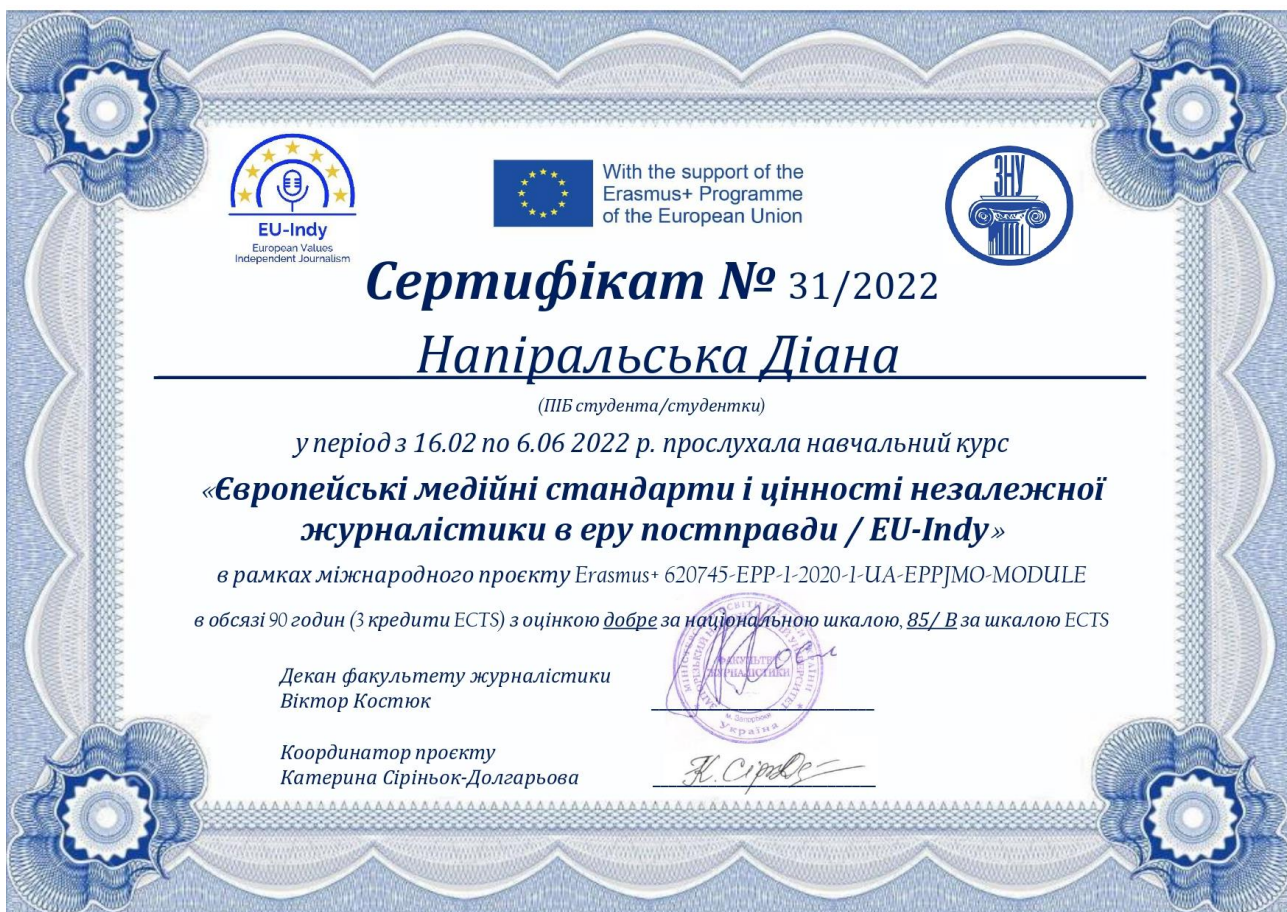 EU-Indy
European Values
Independent Journalism
With the support of the
Erasmus+ Programme
of the European Union
ЗНУ
Сертифікат № 31/2022
Напіральська Діана
(ПІБ студента/студентки)
у період з 16.02 по 6.06 2022 р. прослухала навчальний курс
«Європейські медійні стандарти і цінності незалежної
журналістики в еру постправди / EU-Indy»
в рамках міжнародного проєкту Erasmus+ 620745-EPP-1-2020-1-UA-EPPJMO-MODULE
в обсязі 90 годин (3 кредити ECTS) з оцінкою добре за національною шкалою, 85/ B за шкалою ECTS
Декан факультету журналістики
Віктор Костюк
ФАКУЛЬТЕТ
ЖУРНАЛІСТИКИ
м. Запоріжжя
Україна
Координатор проєкту
Катерина Сіріньок-Долгарьова